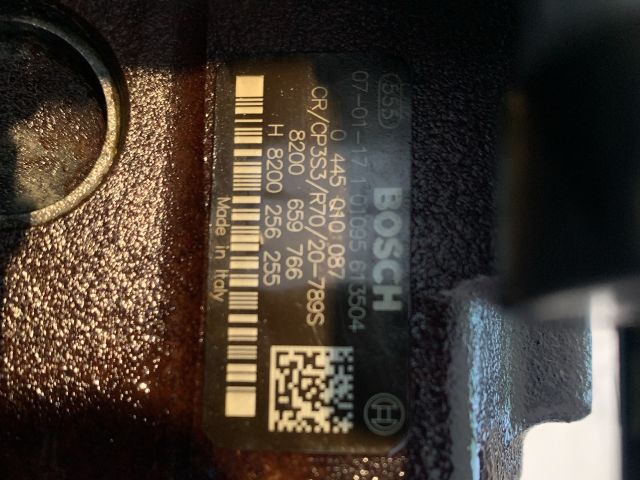 BOSCH
07-01-17 1 01095 613504
0 445 010 087
CR/CP3S3/R70/20-789S
8200 659 766
H 8200 256 255
Made in Italy